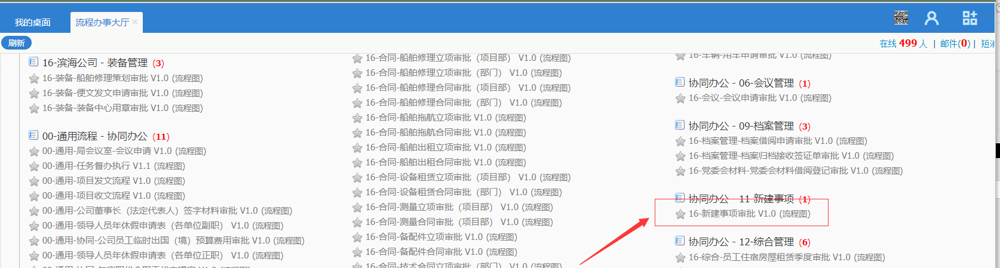 我的桌面
流程办事大厅
刷新
在线 499 人 | 邮件(0) | 短消
16-滨海公司 - 装备管理 (3)
16-装备-船舶修理策划审批 V1.0 (流程图)
16-装备-便文发文申请审批 V1.0 (流程图)
16-装备-装备中心用章审批 V1.0 (流程图)
00-通用流程 - 协同办公 (11)
00-通用-局会议室-会议申请 V1.0 (流程图)
00-通用-任务督办执行 V1.1 (流程图)
00-通用-项目发文流程 V1.0 (流程图)
00-通用-项目收文流程 V1.0 (流程图)
00-通用-公司董事长（法定代表人）签字材料审批 V1.0 (流程图)
00-通用-领导人员年休假申请表（各单位副职） V1.0 (流程图)
00-通用-协同-公司员工临时出国（境）预算费用审批 V1.0 (流程图)
00-通用-领导人员年休假申请表（各单位正职） V1.0 (流程图)
16-合同-船舶修理立项审批（项目部） V1.0 (流程图)
16-合同-船舶修理立项审批（部门） V1.0 (流程图)
16-合同-船舶修理合同审批（项目部） V1.0 (流程图)
16-合同-船舶修理合同审批（部门） V1.0 (流程图)
16-合同-船舶拖航立项审批 V1.0 (流程图)
16-合同-船舶拖航合同审批 V1.0 (流程图)
16-合同-船舶出租立项审批 V1.0 (流程图)
16-合同-船舶出租合同审批 V1.0 (流程图)
16-合同-设备租赁立项审批（项目部） V1.0 (流程图)
16-合同-设备租赁合同审批（部门） V1.0 (流程图)
16-合同-测量立项审批（项目部） V1.0 (流程图)
16-合同-测量合同审批（项目部） V1.0 (流程图)
16-合同-备配件立项审批 V1.0 (流程图)
16-合同-备配件合同审批 V1.0 (流程图)
16-合同-技术合同立项审批（部门） V1.0 (流程图)
16-车辆-用车申请审批 V1.0 (流程图)
协同办公 - 06-会议管理 (1)
16-会议-会议申请审批 V1.0 (流程图)
协同办公 - 09-档案管理 (3)
16-档案管理-档案借阅申请审批 V1.0 (流程图)
16-档案管理-档案归档接收签证单审批 V1.0 (流程图)
16-党委会材料-党委会材料借阅登记审批 V1.0 (流程图)
协同办公 - 11-新建事项 (1)
16-新建事项审批 V1.0 (流程图)
协同办公 - 12-综合管理 (6)
16-综合-员工住宿房屋租赁季度审批 V1.0 (流程图)